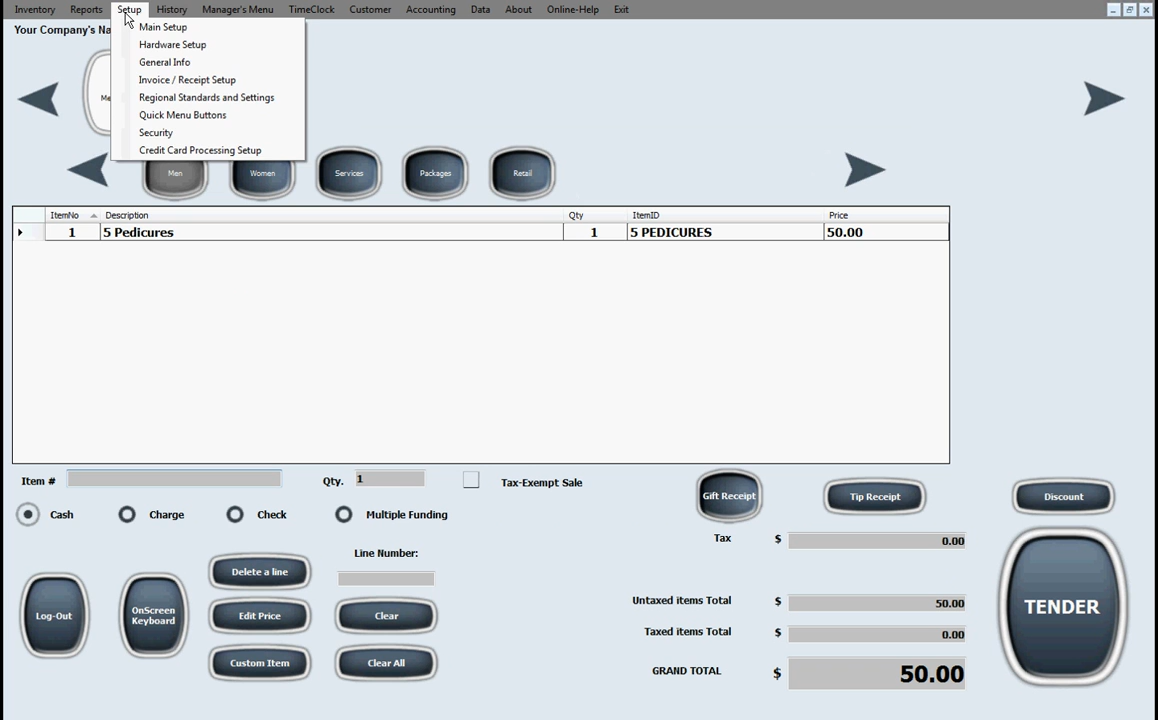 Inventory Reports Setup History Manager's Menu TimeClock Customer Accounting Data About Online-Help Exit
Your Company's Na
Main Setup
Hardware Setup
General Info
Invoice / Receipt Setup
Regional Standards and Settings
Quick Menu Buttons
Security
Credit Card Processing Setup
Me
Men Women Services Packages Retail
ItemNo Description Qty ItemID Price
1 5 Pedicures 1 5 PEDICURES 50.00
Item # Qty. 1 Tax-Exempt Sale
Gift Receipt Tip Receipt Discount
Cash Charge Check Multiple Funding
Tax $ 0.00
Line Number:
Delete a line
Untaxed items Total $ 50.00
Log-Out
OnScreen
Keyboard
Edit Price Clear
TENDER
Taxed items Total $ 0.00
Custom Item Clear All
GRAND TOTAL $ 50.00